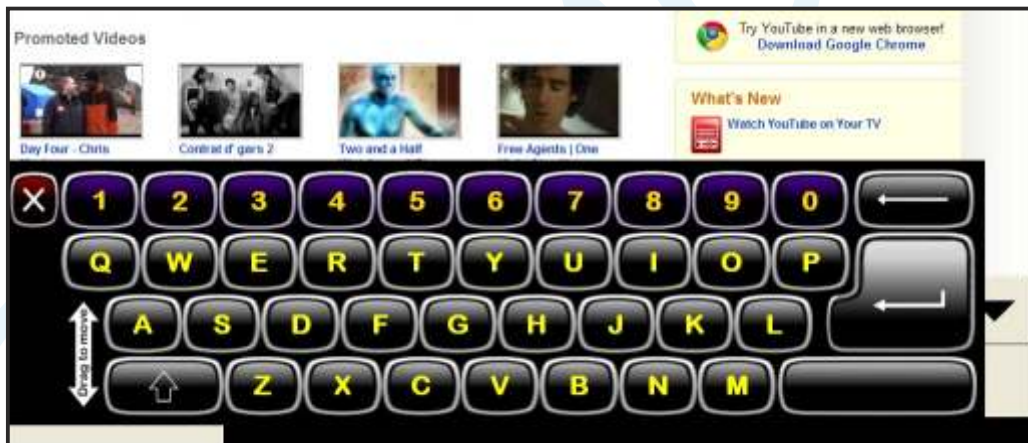 Promoted Videos
Try YouTube in a new web browser!
Download Google Chrome
What's New
Watch YouTube on Your TV
Day Four - Chris
Contrat d' gars 2
Two and a Half
Free Agents | One
1 2 3 4 5 6 7 8 9 0
Q W E R T Y U I O P
A S D F G H J K L
Drag to move
Z X C V B N M